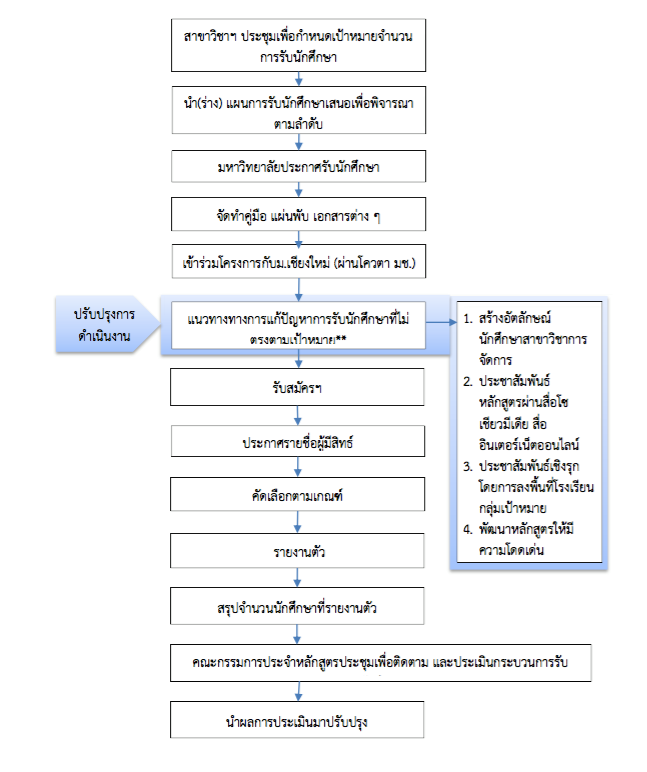 สาขาวิชาฯ ประชุมเพื่อกำหนดเป้าหมายจำนวน
การรับนักศึกษา
นำ(ร่าง) แผนการรับนักศึกษาเสนอเพื่อพิจารณา
ตามลำดับ
มหาวิทยาลัยประกาศรับนักศึกษา
จัดทำคู่มือ แผ่นพับ เอกสารต่าง ๆ
เข้าร่วมโครงการกับม.เชียงใหม่ (ผ่านโควตา มช.)
ปรับปรุงการ
ดำเนินงาน
แนวทางทางการแก้ปัญหาการรับนักศึกษาที่ไม่
ตรงตามเป้าหมาย**
1. สร้างอัตลักษณ์
นักศึกษาสาขาวิชาการ
จัดการ
2. ประชาสัมพันธ์
หลักสูตรผ่านสื่อโซ
เชียวมีเดีย สื่อ
อินเตอร์เน็ตออนไลน์
3. ประชาสัมพันธ์เชิงรุก
โดยการลงพื้นที่โรงเรียน
กลุ่มเป้าหมาย
4. พัฒนาหลักสูตรให้มี
ความโดดเด่น
รับสมัครฯ
ประกาศรายชื่อผู้มีสิทธ์
คัดเลือกตามเกณฑ์
รายงานตัว
สรุปจำนวนนักศึกษาที่รายงานตัว
คณะกรรมการประจำหลักสูตรประชุมเพื่อติดตาม และประเมินกระบวนการรับ
นำผลการประเมินมาปรับปรุง